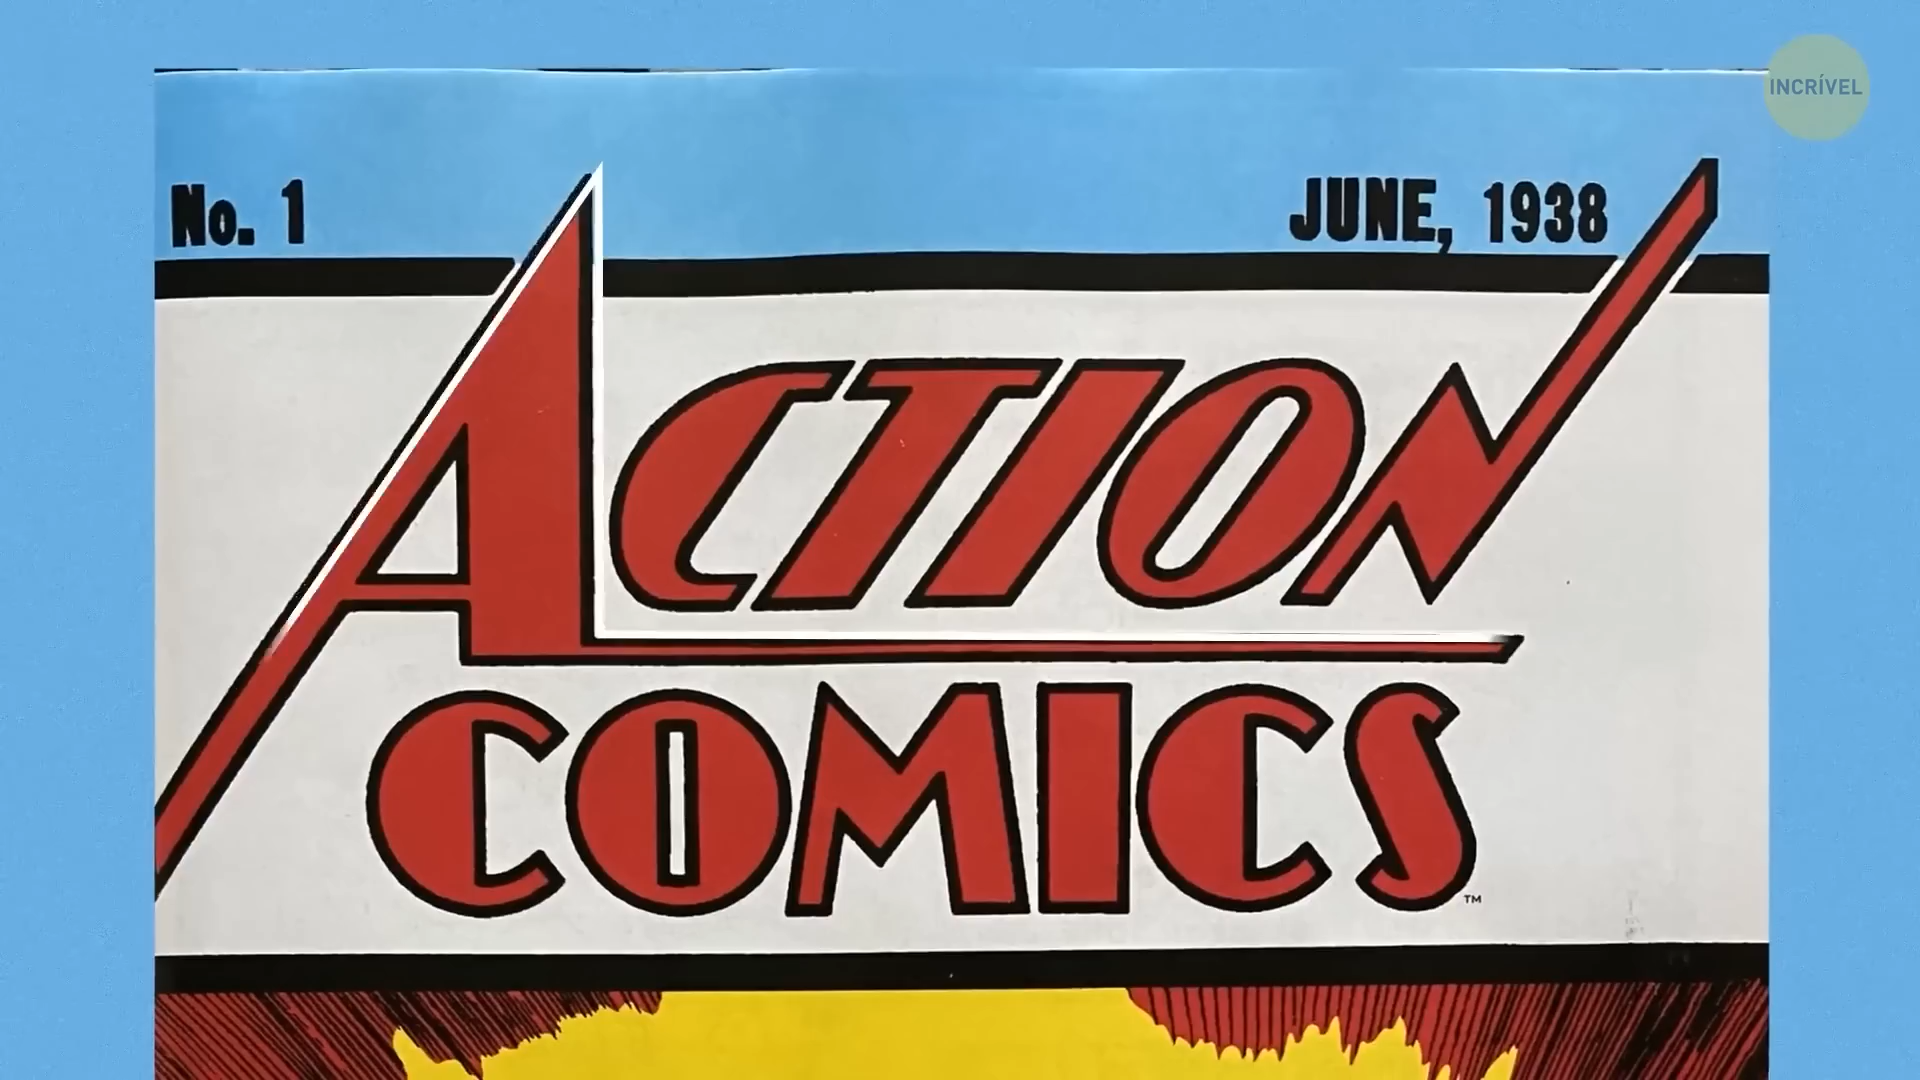 INCRÍVEL
No. 1
JUNE, 1938
ACTION
COMICS
TM